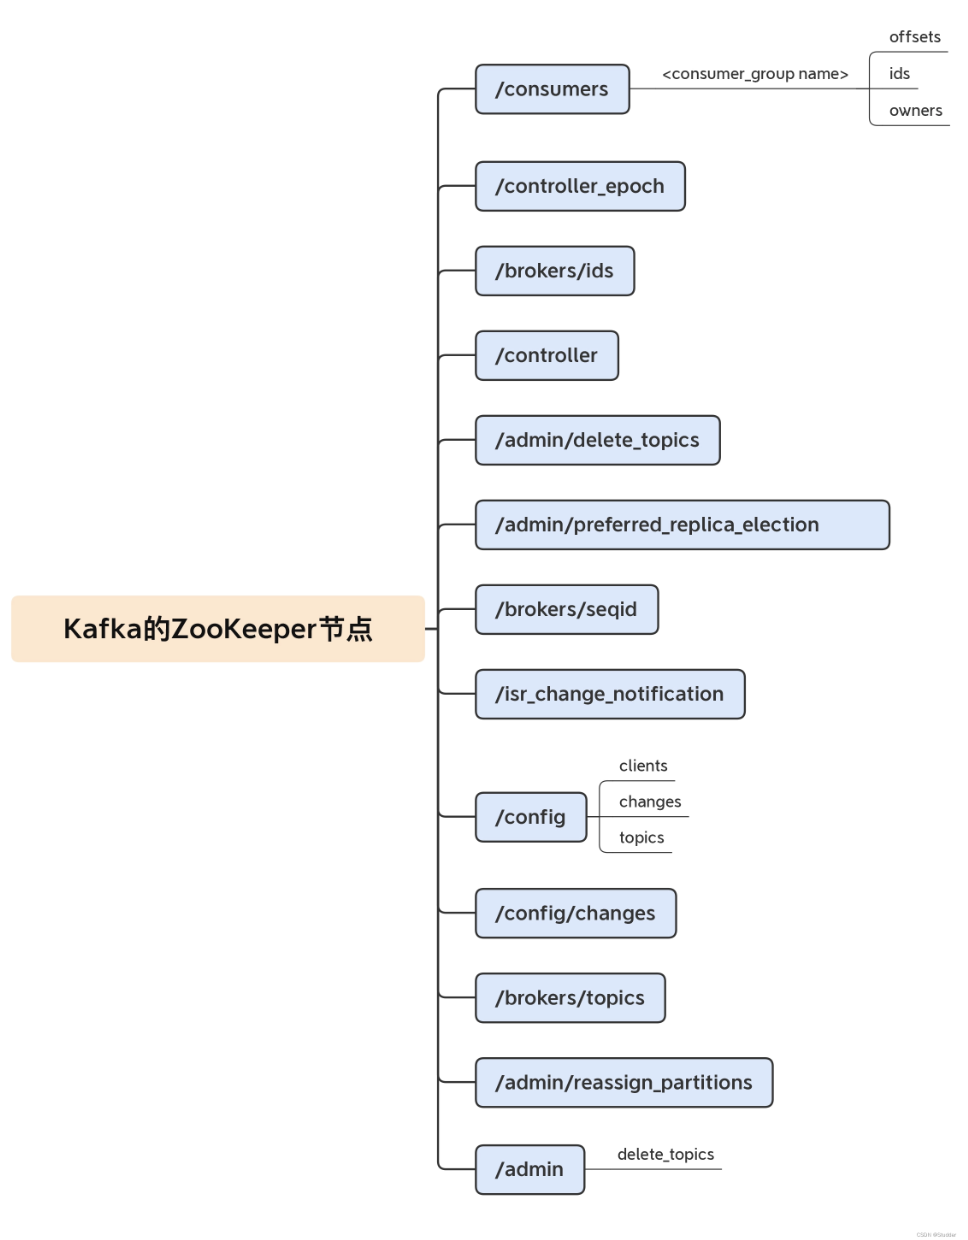 offsets
/consumers
<consumer_group name>
ids
owners
/controller_epoch
/brokers/ids
/controller
/admin/delete_topics
/admin/preferred_replica_election
Kafka的ZooKeeper节点
/brokers/seqid
/isr_change_notification
clients
/config
changes
topics
/config/changes
/brokers/topics
/admin/reassign_partitions
/admin
delete_topics